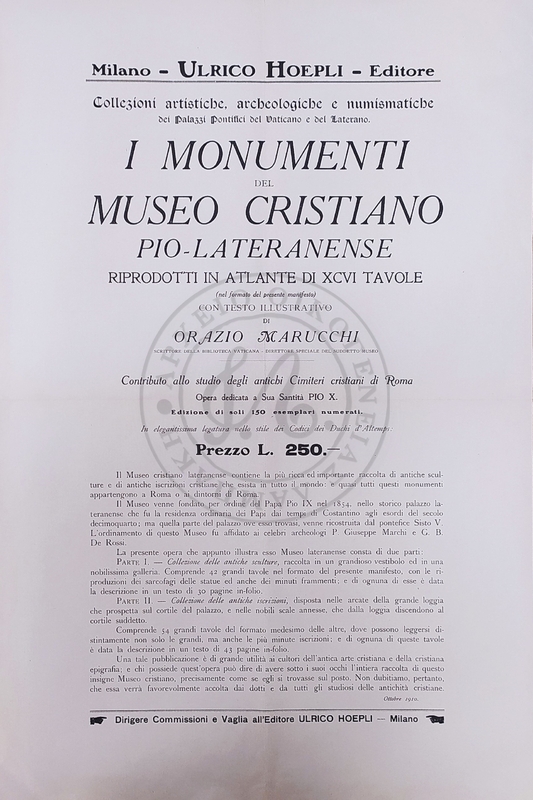 Milano - ULRICO HOEPLI - Editore
Collezioni artistiche, archeologiche e numismatiche
dei Palazzi Pontifici del Vaticano e del Laterano.
I MONUMENTI
DEL
MUSEO CRISTIANO
PIO-LATERANENSE
RIPRODOTTI IN ATLANTE DI XCVI TAVOLE
(nel formato del presente manifesto)
CON TESTO ILLUSTRATIVO
DI
ORAZIO MARUCCHI
SCRITTORE DELLA BIBLIOTECA VATICANA - DIRETTORE SPECIALE DEL SUDDETTO MUSEO
Contributo allo studio degli antichi Cimiteri cristiani di Roma
Opera dedicata a Sua Santità PIO X.
Edizione di soli 150 esemplari numerati.
In elegantissima legatura nello stile dei Codici dei Duchi d'Altemps:
Prezzo L. 250.—
Il Museo cristiano lateranense contiene la più ricca ed importante raccolta di antiche scul-
ture e di antiche iscrizioni cristiane che esista in tutto il mondo: e quasi tutti questi monumenti
appartengono a Roma o ai dintorni di Roma.
Il Museo venne fondato per ordine di Papa Pio IX nel 1854, nello storico palazzo la-
teranense che fu la residenza ordinaria dei Papi dai tempi di Costantino agli esordi del secolo
decimoquarto; ma quella parte del palazzo ove esso trovasi, venne ricostruita dal pontefice Sisto V.
L'ordinamento di questo Museo fu affidato ai celebri archeologi P. Giuseppe Marchi e G. B.
De Rossi.
La presente opera che appunto illustra esso Museo lateranense consta di due parti:
PARTE I. — Collezione delle antiche sculture, raccolta in un grandioso vestibolo ed in una
nobilissima galleria. Comprende 42 grandi tavole nel formato del presente manifesto, con le ri-
produzioni dei sarcofagi delle statue ed anche dei minuti frammenti; e di ognuna di esse è data
la descrizione in un testo di 30 pagine in-folio.
PARTE II. — Collezione delle antiche iscrizioni, disposta nelle arcate della grande loggia
che prospetta sul cortile del palazzo, e nelle nobili scale annesse, che dalla loggia discendono al
cortile suddetto.
Comprende 54 grandi tavole del formato medesimo delle altre, dove possono leggersi di-
stintamente non solo le grandi, ma anche le più minute iscrizioni; e di ognuna di queste tavole
è data la descrizione in un testo di 43 pagine in-folio.
Una tale pubblicazione è di grande utilità ai cultori dell'antica arte cristiana e della cristiana
epigrafia; e chi possiede quest'opera può dire di avere sotto i suoi occhi l'intiera raccolta di questo
insigne Museo cristiano, precisamente come se egli si trovasse sul posto. Non dubitiamo, pertanto,
che essa verrà favorevolmente accolta dai dotti e da tutti gli studiosi delle antichità cristiane.
Ottobre 1910.
Dirigere Commissioni e Vaglia all'Editore ULRICO HOEPLI — Milano